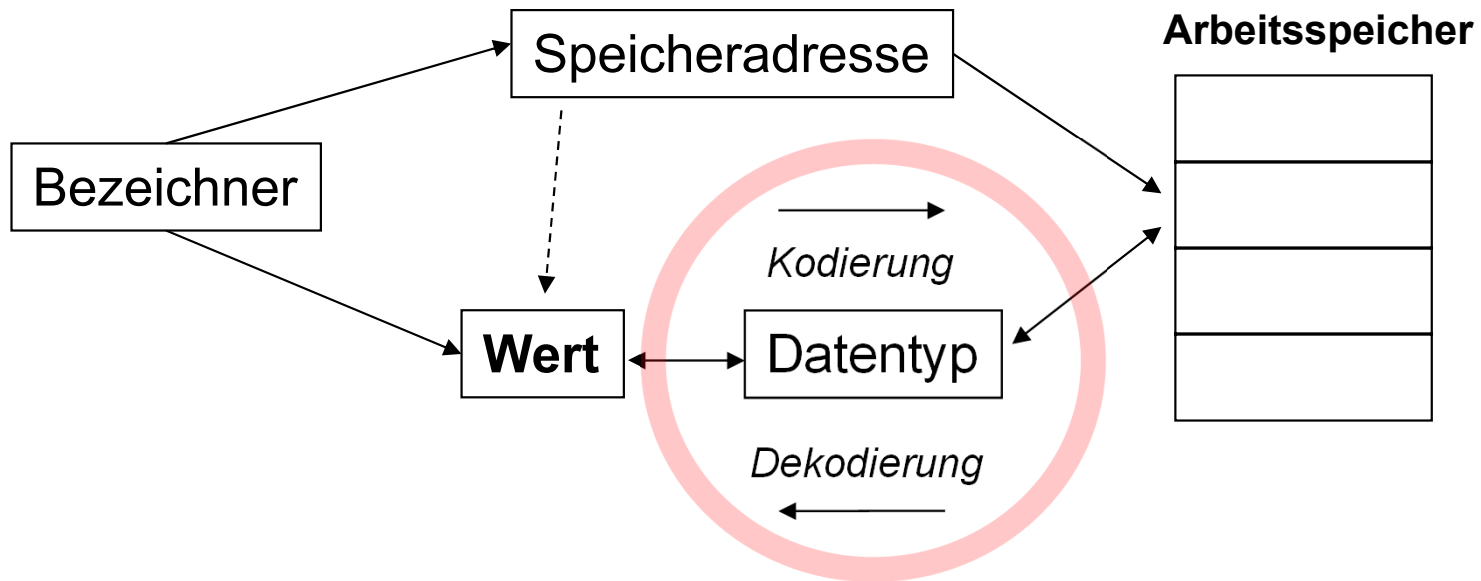 Speicheradresse
Arbeitsspeicher
Bezeichner
Kodierung
Wert
Datentyp
Dekodierung